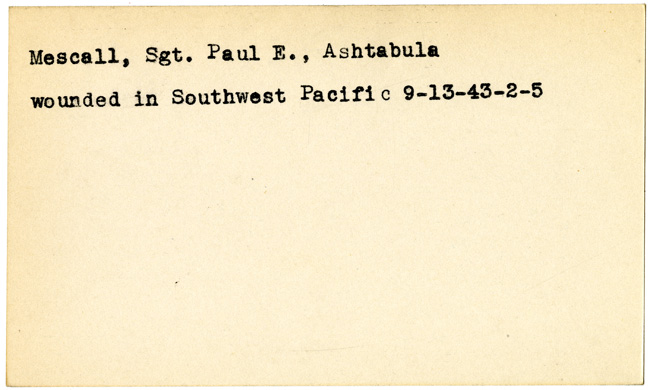 Mescall, Sgt. Paul E., Ashtabula
wounded in Southwest Pacific 9-13-43-2-5